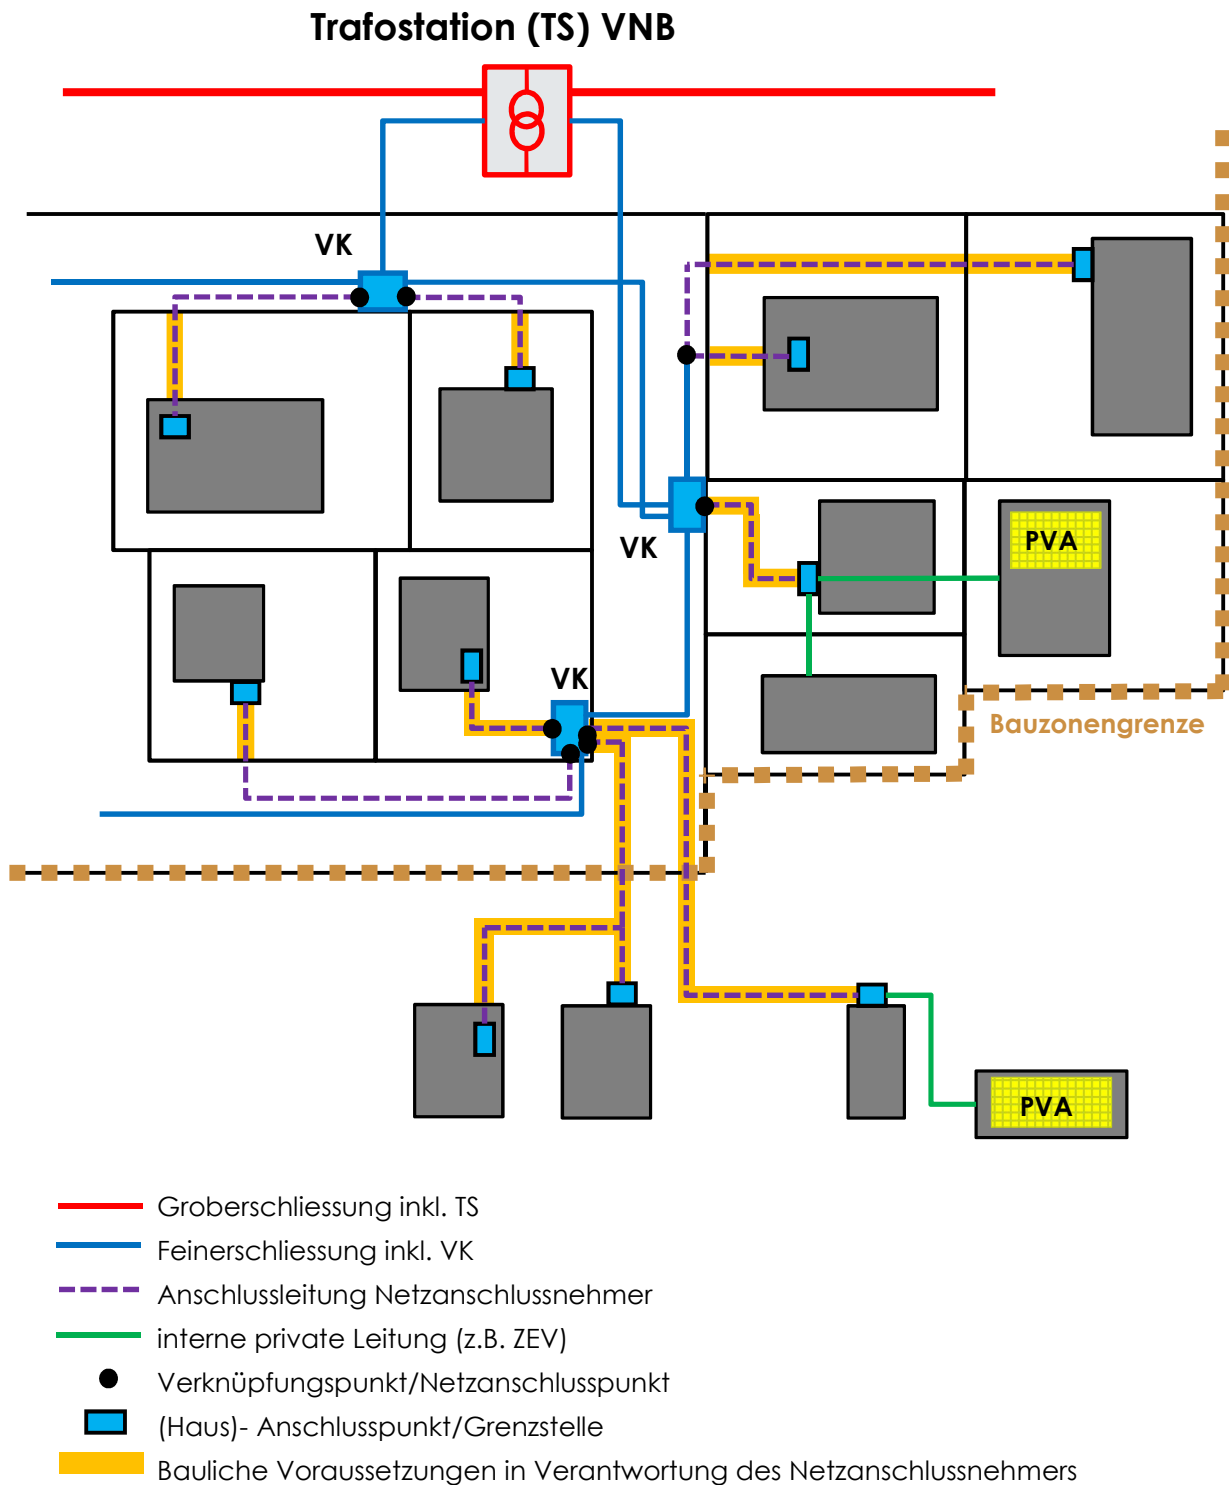 Trafostation (TS) VNB
VK
VK
PVA
VK
Bauzonengrenze
PVA
Groberschliessung inkl. TS
Feinerschliessung inkl. VK
Anschlussleitung Netzanschlussnehmer
interne private Leitung (z.B. ZEV)
Verknüpfungspunkt/Netzanschlusspunkt
(Haus)- Anschlusspunkt/Grenzstelle
Bauliche Voraussetzungen in Verantwortung des Netzanschlussnehmers